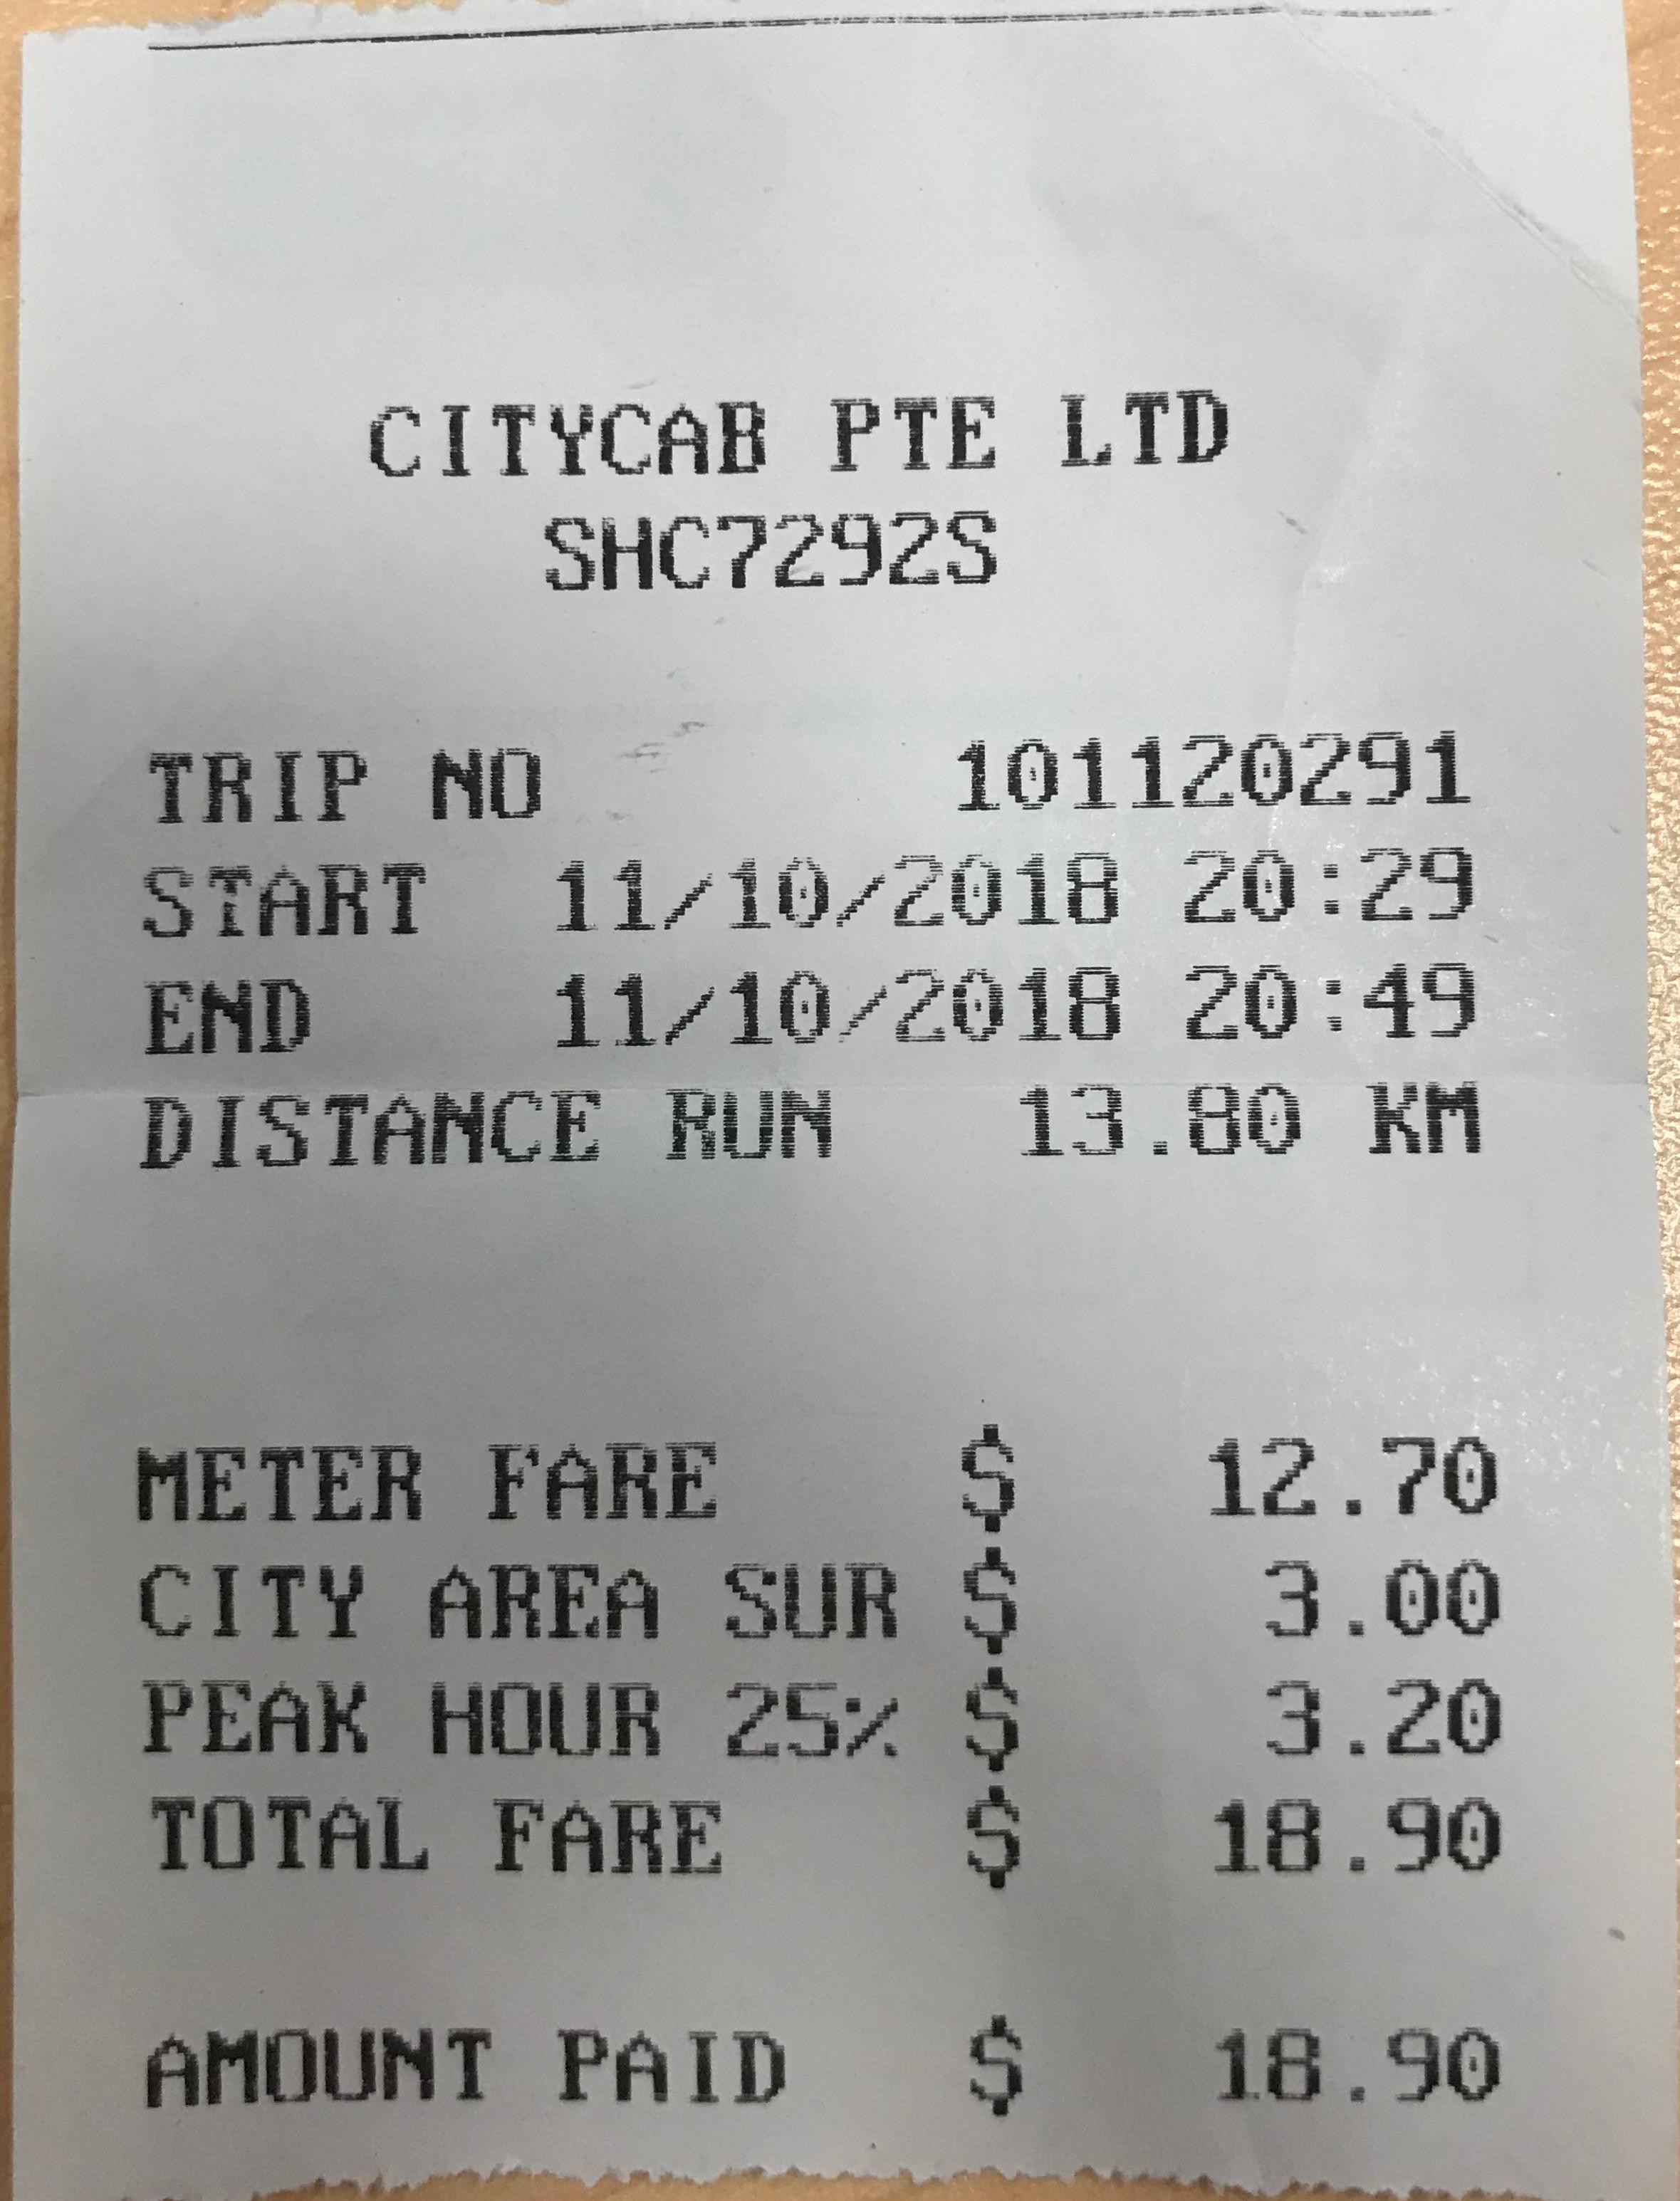 CITYCAB PTE LTD
SHC7292S
TRIP NO 101120291
START 11/10/2018 20:29
END 11/10/2018 20:49
DISTANCE RUN 13.80 KM
METER FARE $ 12.70
CITY AREA SUR $ 3.00
PEAK HOUR 25% $ 3.20
TOTAL FARE $ 18.90
AMOUNT PAID $ 18.90